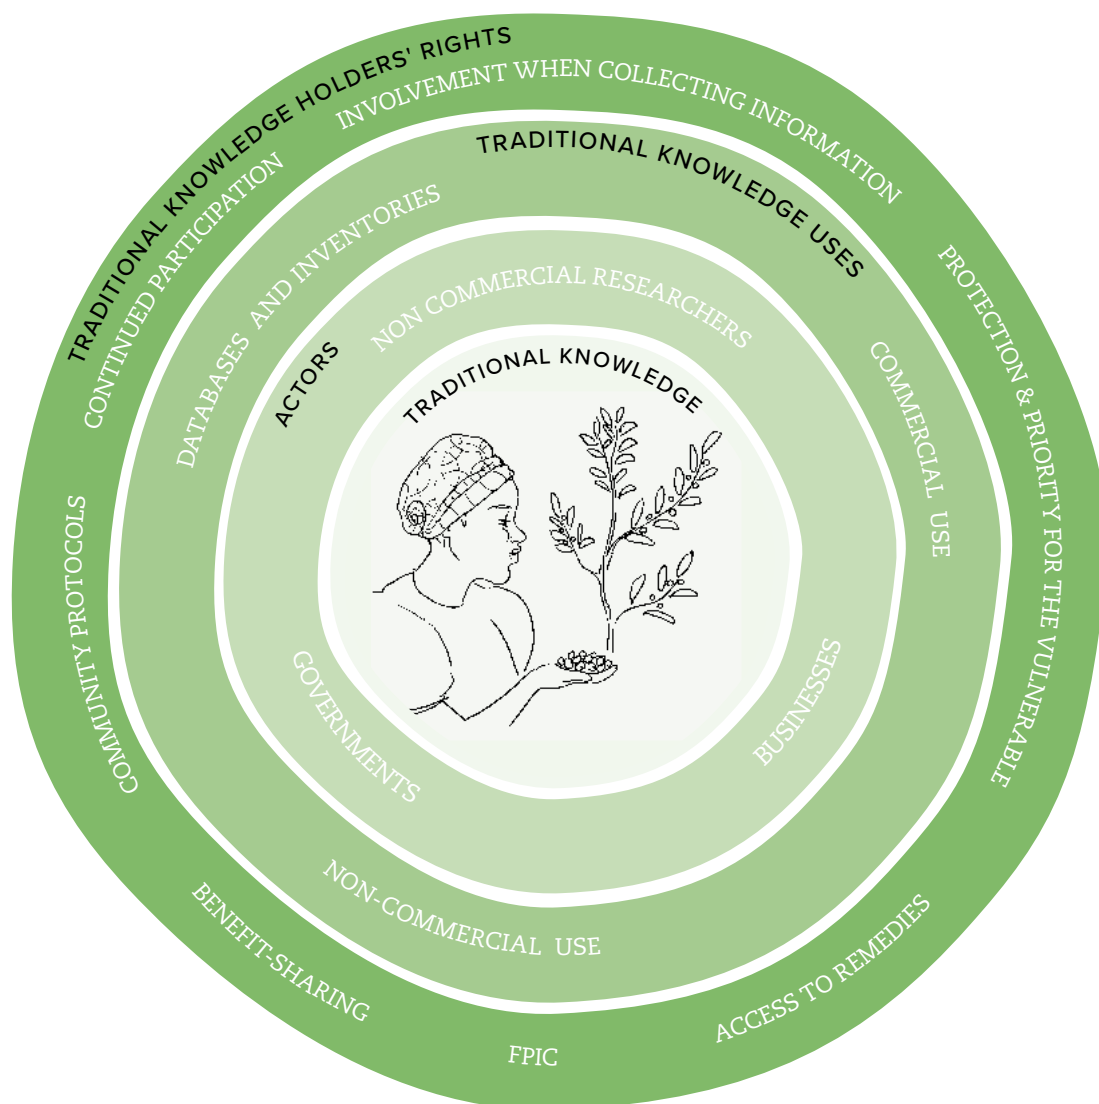 TRADITIONAL KNOWLEDGE HOLDERS' RIGHTS
INVOLVEMENT WHEN COLLECTING INFORMATION
PROTECTION & PRIORITY FOR THE VULNERABLE
ACCESS TO REMEDIES
FPIC
BENEFIT-SHARING
COMMUNITY PROTOCOLS
CONTINUED PARTICIPATION
TRADITIONAL KNOWLEDGE USES
COMMERCIAL USE
NON-COMMERCIAL USE
DATABASES AND INVENTORIES
ACTORS
NON COMMERCIAL RESEARCHERS
BUSINESSES
GOVERNMENTS
TRADITIONAL KNOWLEDGE